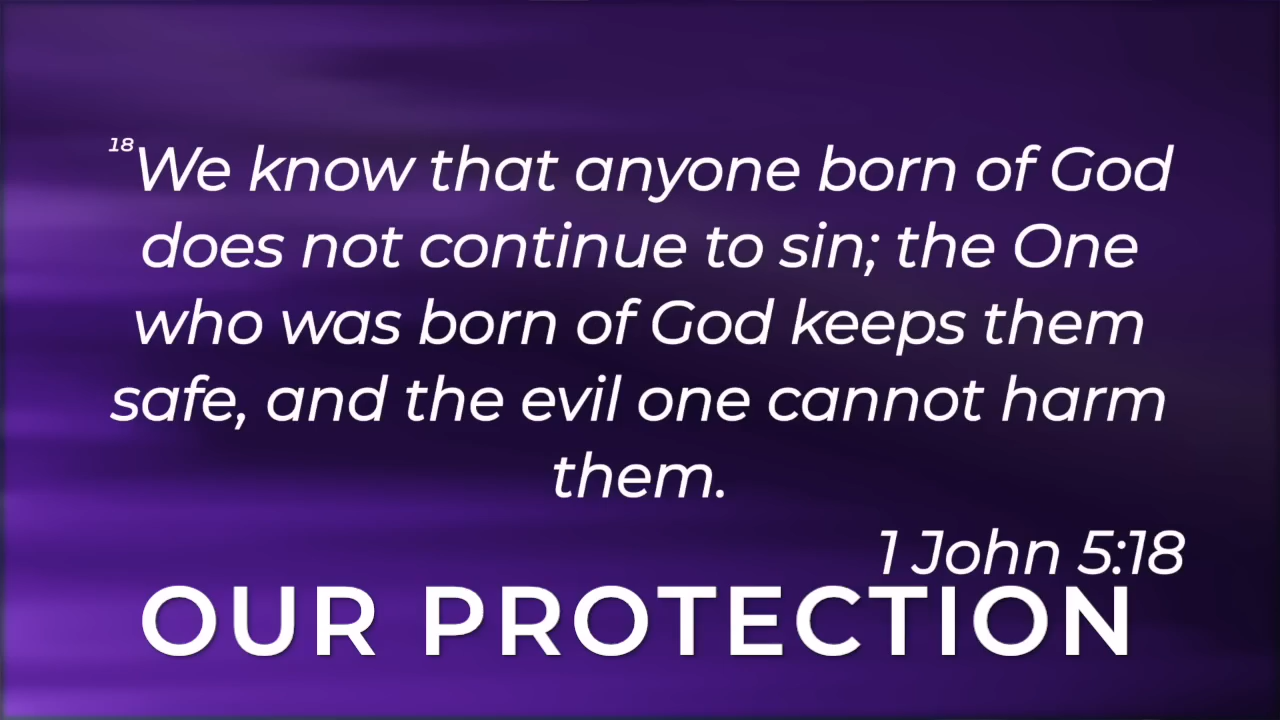 18We know that anyone born of God
does not continue to sin; the One
who was born of God keeps them
safe, and the evil one cannot harm
them.
1 John 5:18
OUR PROTECTION